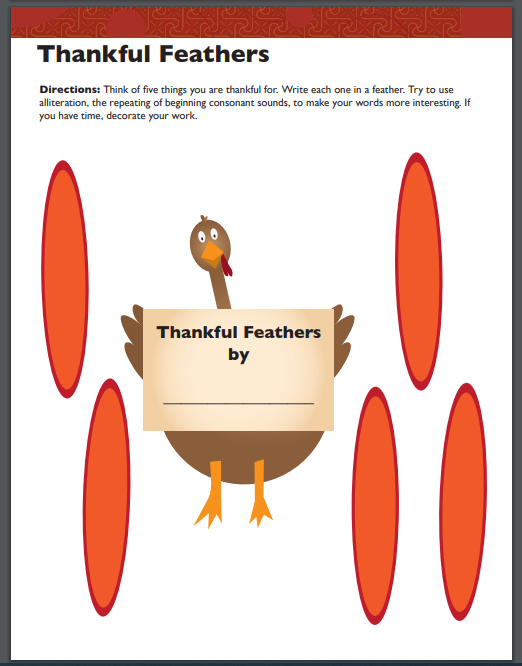 Thankful Feathers
Directions: Think of five things you are thankful for. Write each one in a feather. Try to use
alliteration, the repeating of beginning consonant sounds, to make your words more interesting. If
you have time, decorate your work.
Thankful Feathers
by